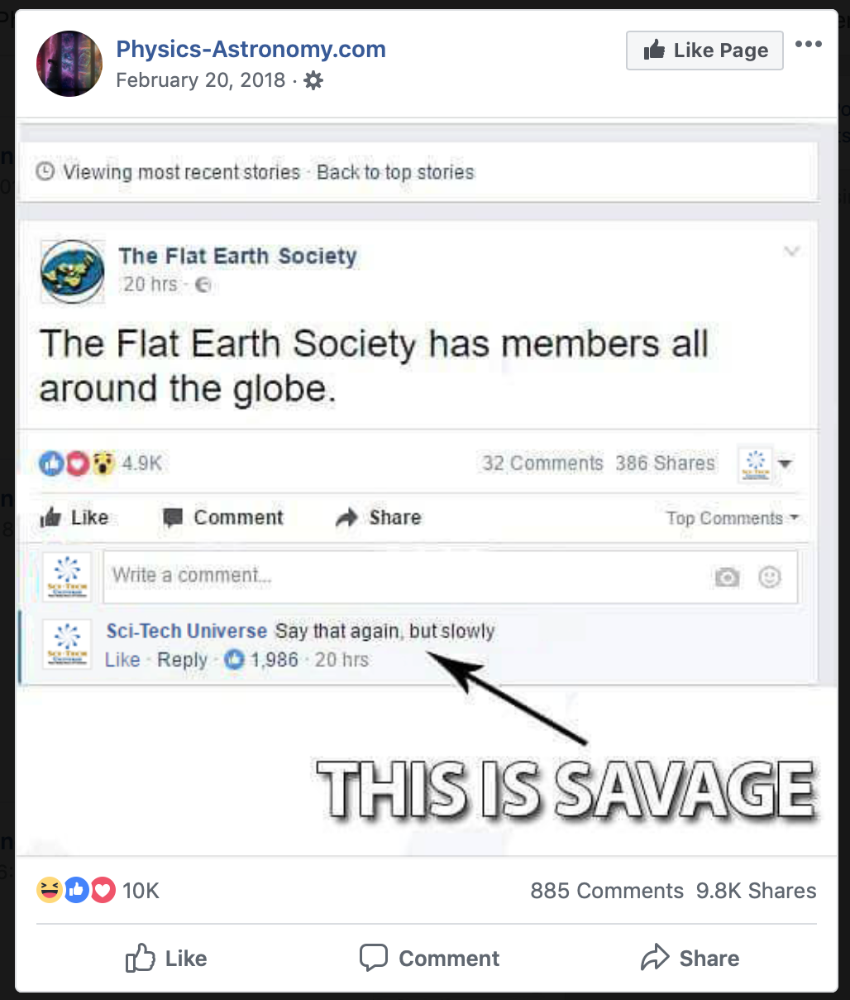 Physics-Astronomy.com
Like Page
February 20, 2018 ·
Viewing most recent stories · Back to top stories
The Flat Earth Society
20 hrs ·
The Flat Earth Society has members all
around the globe.
4.9K
32 Comments 386 Shares
Like Comment Share
Top Comments
Write a comment...
Sci-Tech Universe Say that again, but slowly
Like · Reply · 1,986 · 20 hrs
THIS IS SAVAGE
10K
885 Comments 9.8K Shares
Like Comment Share